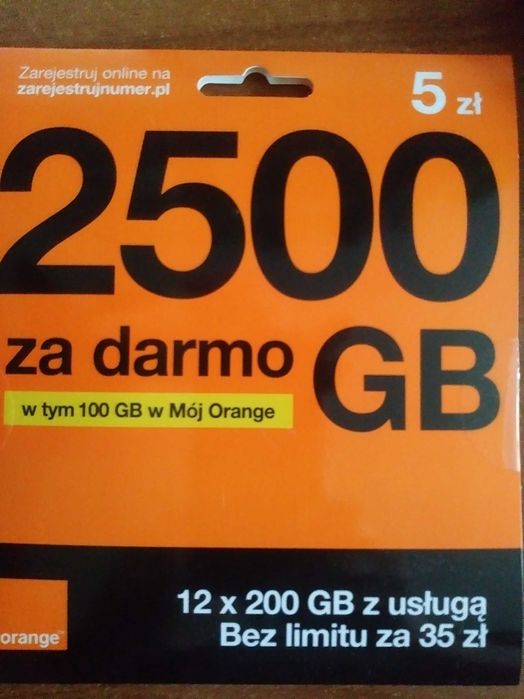 Zarejestruj online na
zarejestrujnumer.pl
5 zł
2500
za darmo GB
w tym 100 GB w Mój Orange
12 x 200 GB z usługą
Bez limitu za 35 zł
orange™